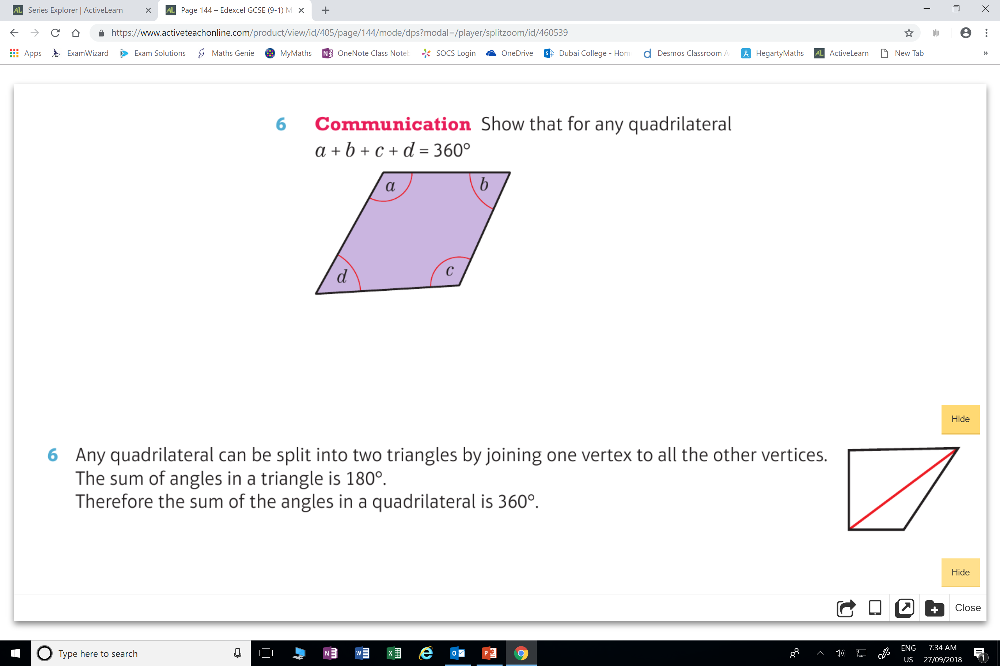 Series Explorer | ActiveLearn
Page 144 – Edexcel GCSE (9-1) M
https://www.activeteachonline.com/product/view/id/405/page/144/mode/dps?modal=/player/splitzoom/id/460539
Apps ExamWizard Exam Solutions Maths Genie MyMaths OneNote Class Noteb SOCS Login OneDrive Dubai College - Hom Desmos Classroom A HegartyMaths ActiveLearn New Tab »
6 Communication Show that for any quadrilateral
a + b + c + d = 360°
a b
d c
Hide
6 Any quadrilateral can be split into two triangles by joining one vertex to all the other vertices.
The sum of angles in a triangle is 180°.
Therefore the sum of the angles in a quadrilateral is 360°.
Hide
Close
Type here to search
ENG
US
7:34 AM
27/09/2018
1